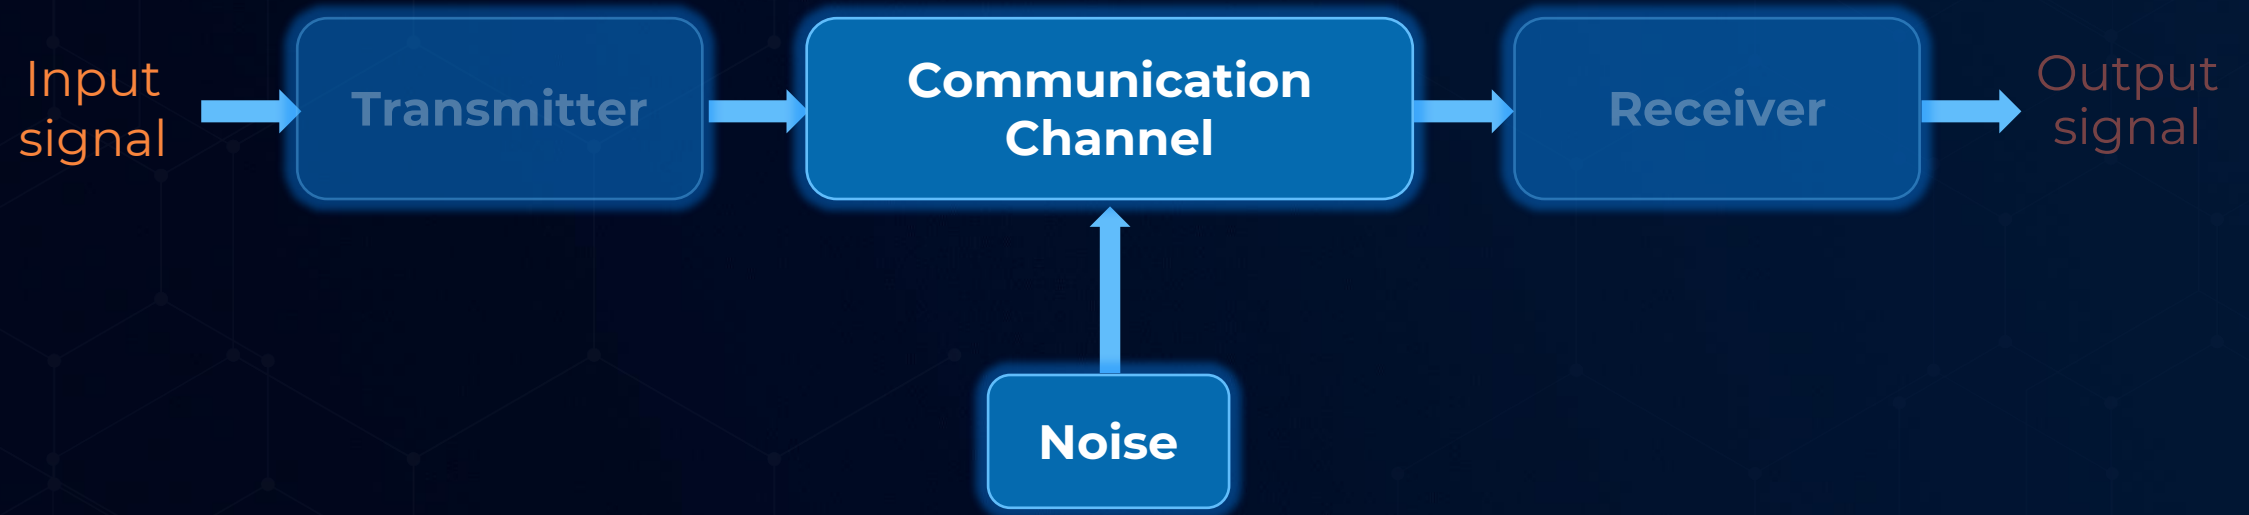 Input
signal
Transmitter
Communication
Channel
Receiver
Output
signal
Noise